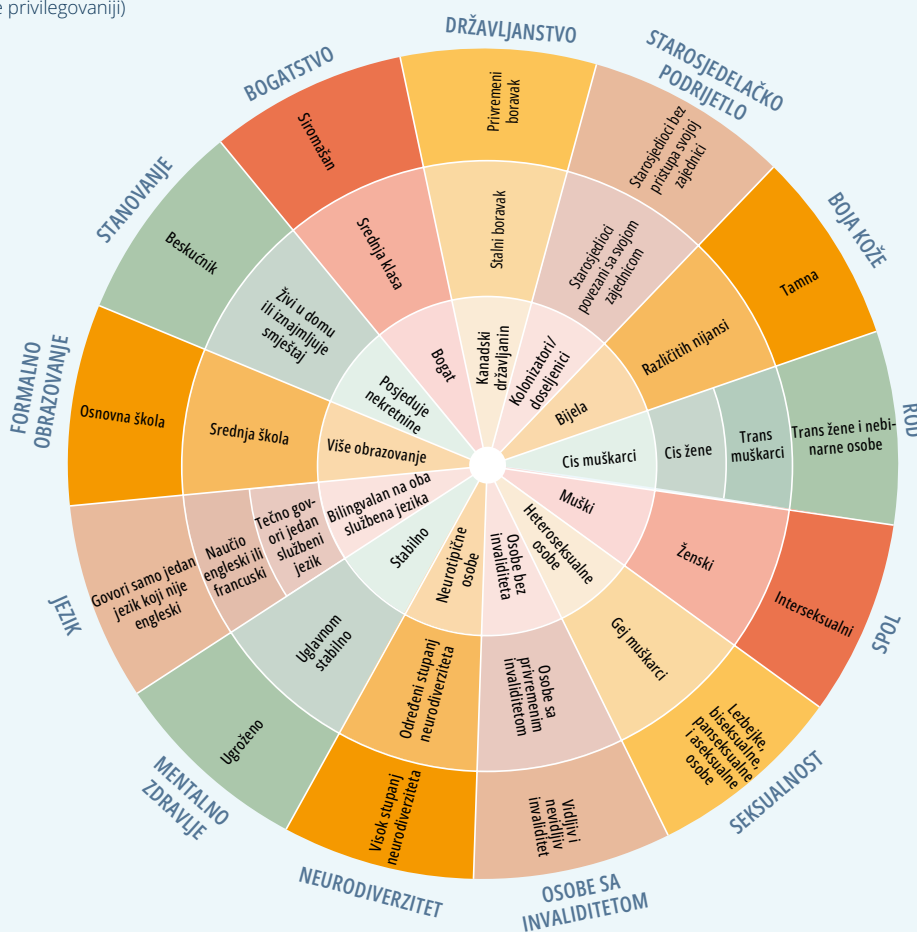 e privilegovaniji)
DRŽAVLJANSTVO
Privremeni
boravak
Stalni boravak
Kanadski
državljanin
STAROSJEDELAČKO
PODRIJETLO
Starosjedioci bez
pristupa svojoj
zajednici
Starosjedioci
povezani sa svojom
zajednicom
Kolonizatori/
doseljenici
BOJA KOŽE
Tamna
Različitih nijansi
Bijela
ROD
Trans žene i nebi-
narne osobe
Trans
muškarci
Cis žene
Cis muškarci
SPOL
Interseksualni
Ženski
Muški
SEKSUALNOST
Lezbejke,
biseksualne,
panseksualne
i aseksualne
osobe
Gej muškarci
Heteroseksualne
osobe
OSOBE SA
INVALIDITETOM
Vidljiv i
nevidljiv
invaliditet
Osobe sa
privremenim
invaliditetom
Osobe bez
invaliditeta
NEURODIVERZITET
Visok stupanj
neurodiverziteta
Određeni stupanj
neurodiverziteta
Neurotipične
osobe
MENTALNO
ZDRAVLJE
Ugroženo
Uglavnom
stabilno
Stabilno
JEZIK
Govori samo jedan
jezik koji nije
engleski
Naučio
engleski ili
francuski
Tečno gov-
ori jedan
službeni
jezik
Bilingvalan na oba
službena jezika
FORMALNO
OBRAZOVANJE
Osnovna škola
Srednja škola
Više obrazovanje
STANOVANJE
Beskućnik
Živi u domu
ili iznajmljuje
smještaj
Posjeduje
nekretnine
BOGATSTVO
Siromašan
Srednja klasa
Bogat